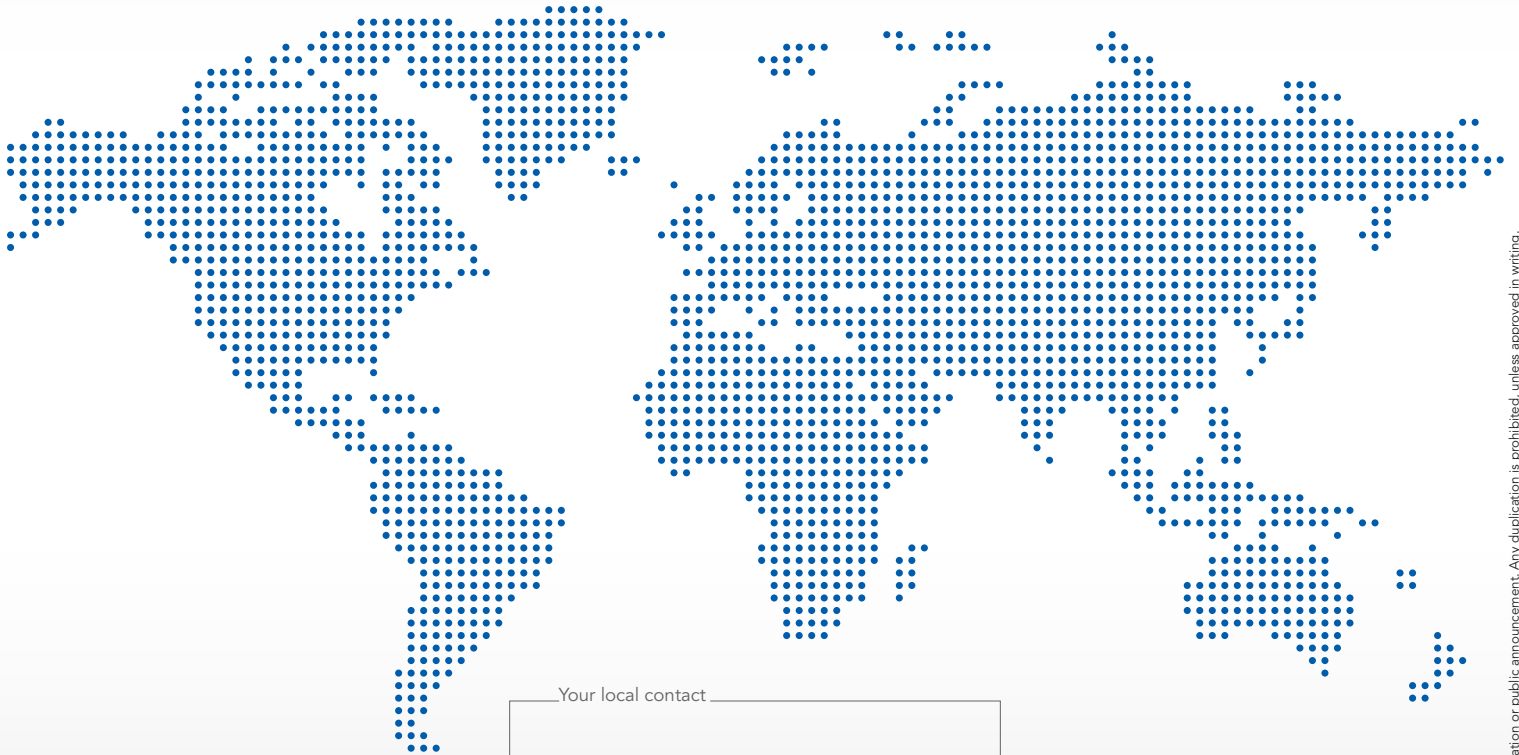 Your local contact
ation or public announcement. Any duplication is prohibited, unless approved in writing.